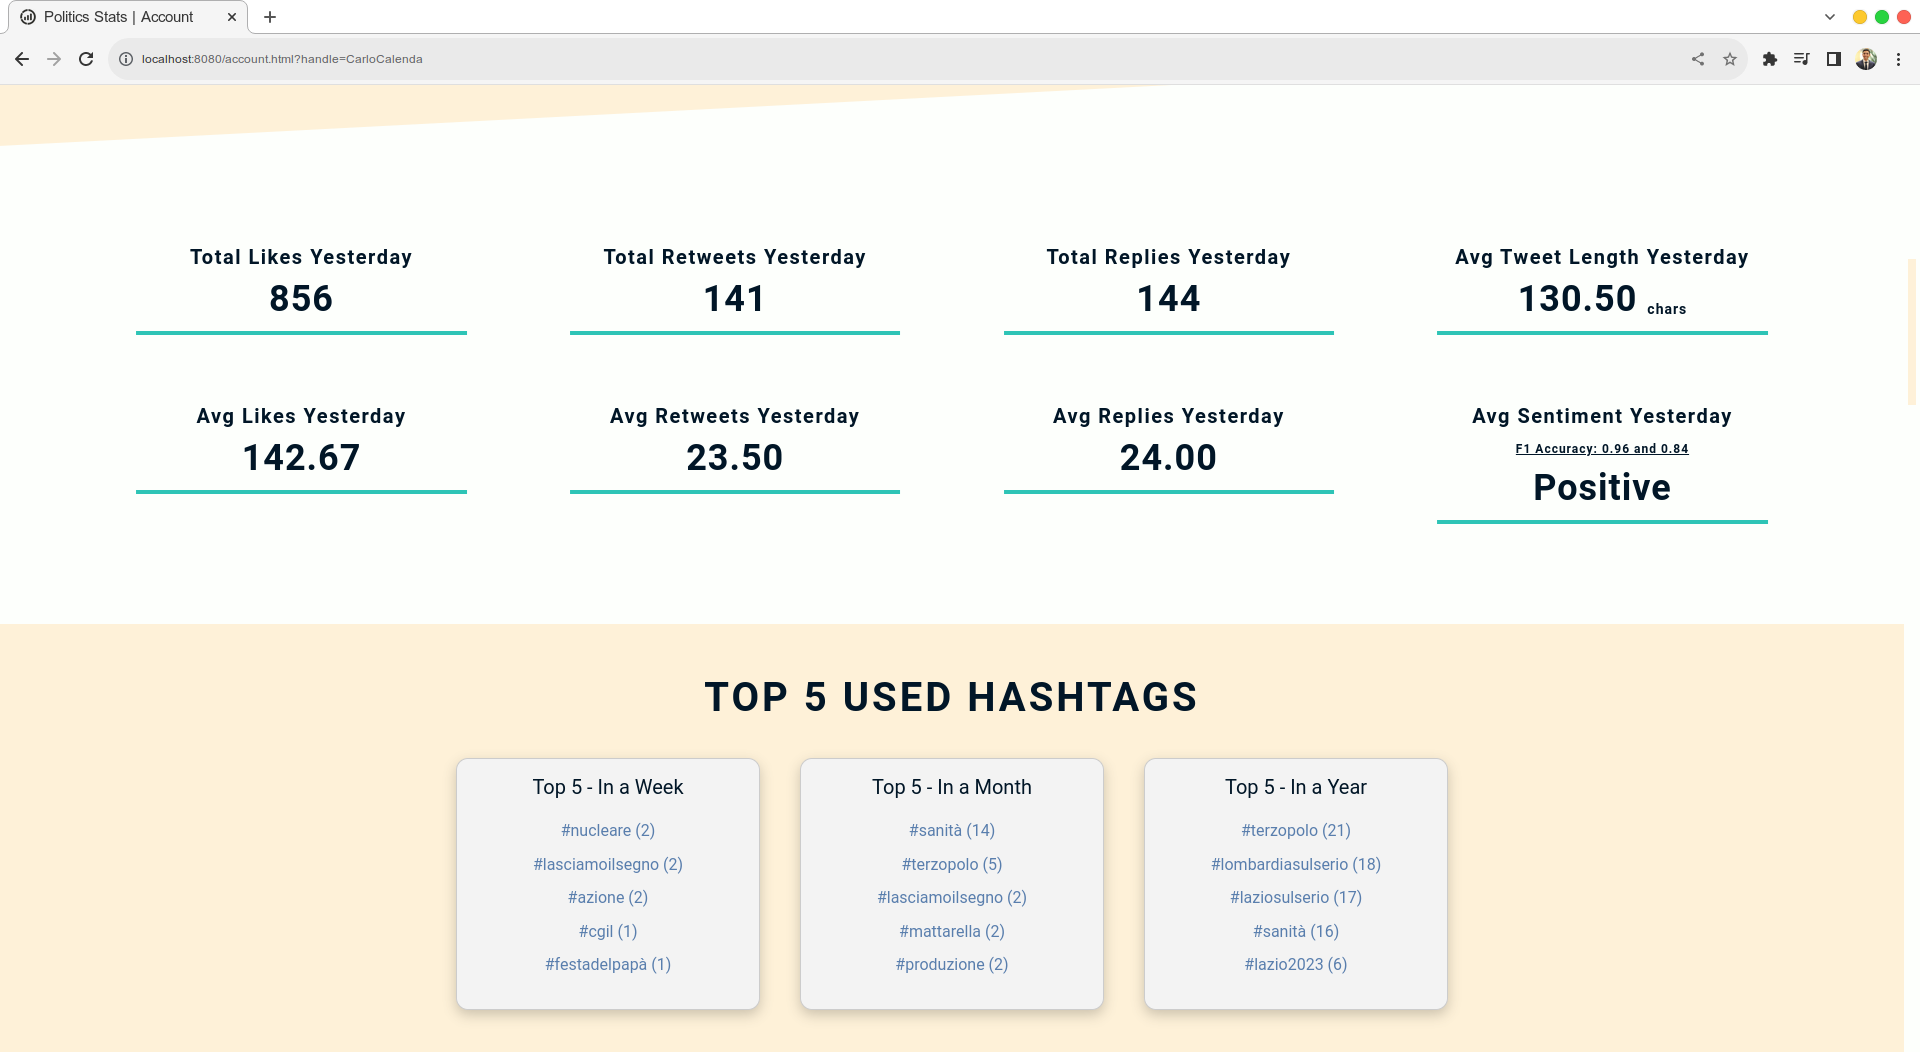 Politics Stats | Account
localhost:8080/account.html?handle=CarloCalenda
Total Likes Yesterday
856
Total Retweets Yesterday
141
Total Replies Yesterday
144
Avg Tweet Length Yesterday
130.50 chars
Avg Likes Yesterday
142.67
Avg Retweets Yesterday
23.50
Avg Replies Yesterday
24.00
Avg Sentiment Yesterday
F1 Accuracy: 0.96 and 0.84
Positive
TOP 5 USED HASHTAGS
Top 5 - In a Week
#nucleare (2)
#lasciamoilsegno (2)
#azione (2)
#cgil (1)
#festadelpapà (1)
Top 5 - In a Month
#sanità (14)
#terzopolo (5)
#lasciamoilsegno (2)
#mattarella (2)
#produzione (2)
Top 5 - In a Year
#terzopolo (21)
#lombardiasulserio (18)
#laziosulserio (17)
#sanità (16)
#lazio2023 (6)